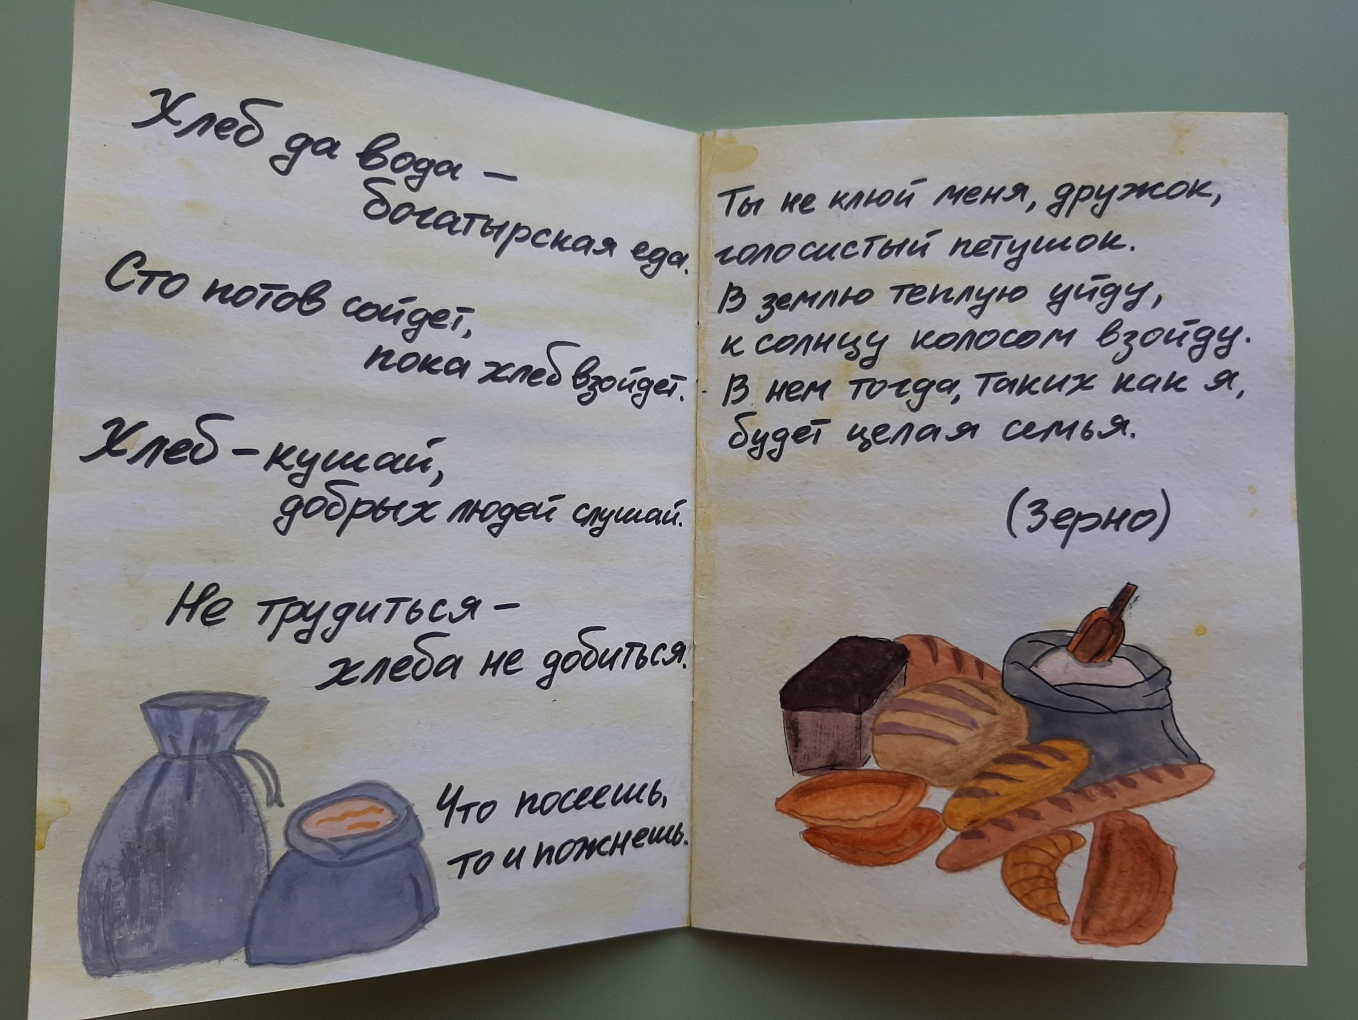 Хлеб да вода –
богатырская еда.
Сто потов сойдет,
пока хлеб взойдет.
Хлеб – кушай,
добрых людей слушай.
Не трудиться –
хлеба не добиться.
Что посеешь,
то и пожнешь.
Ты не клюй меня, дружок,
голосистый петушок.
В землю теплую уйду,
к солнцу колосом взойду.
В нем тогда, таких как я,
будет целая семья.
(Зерно)